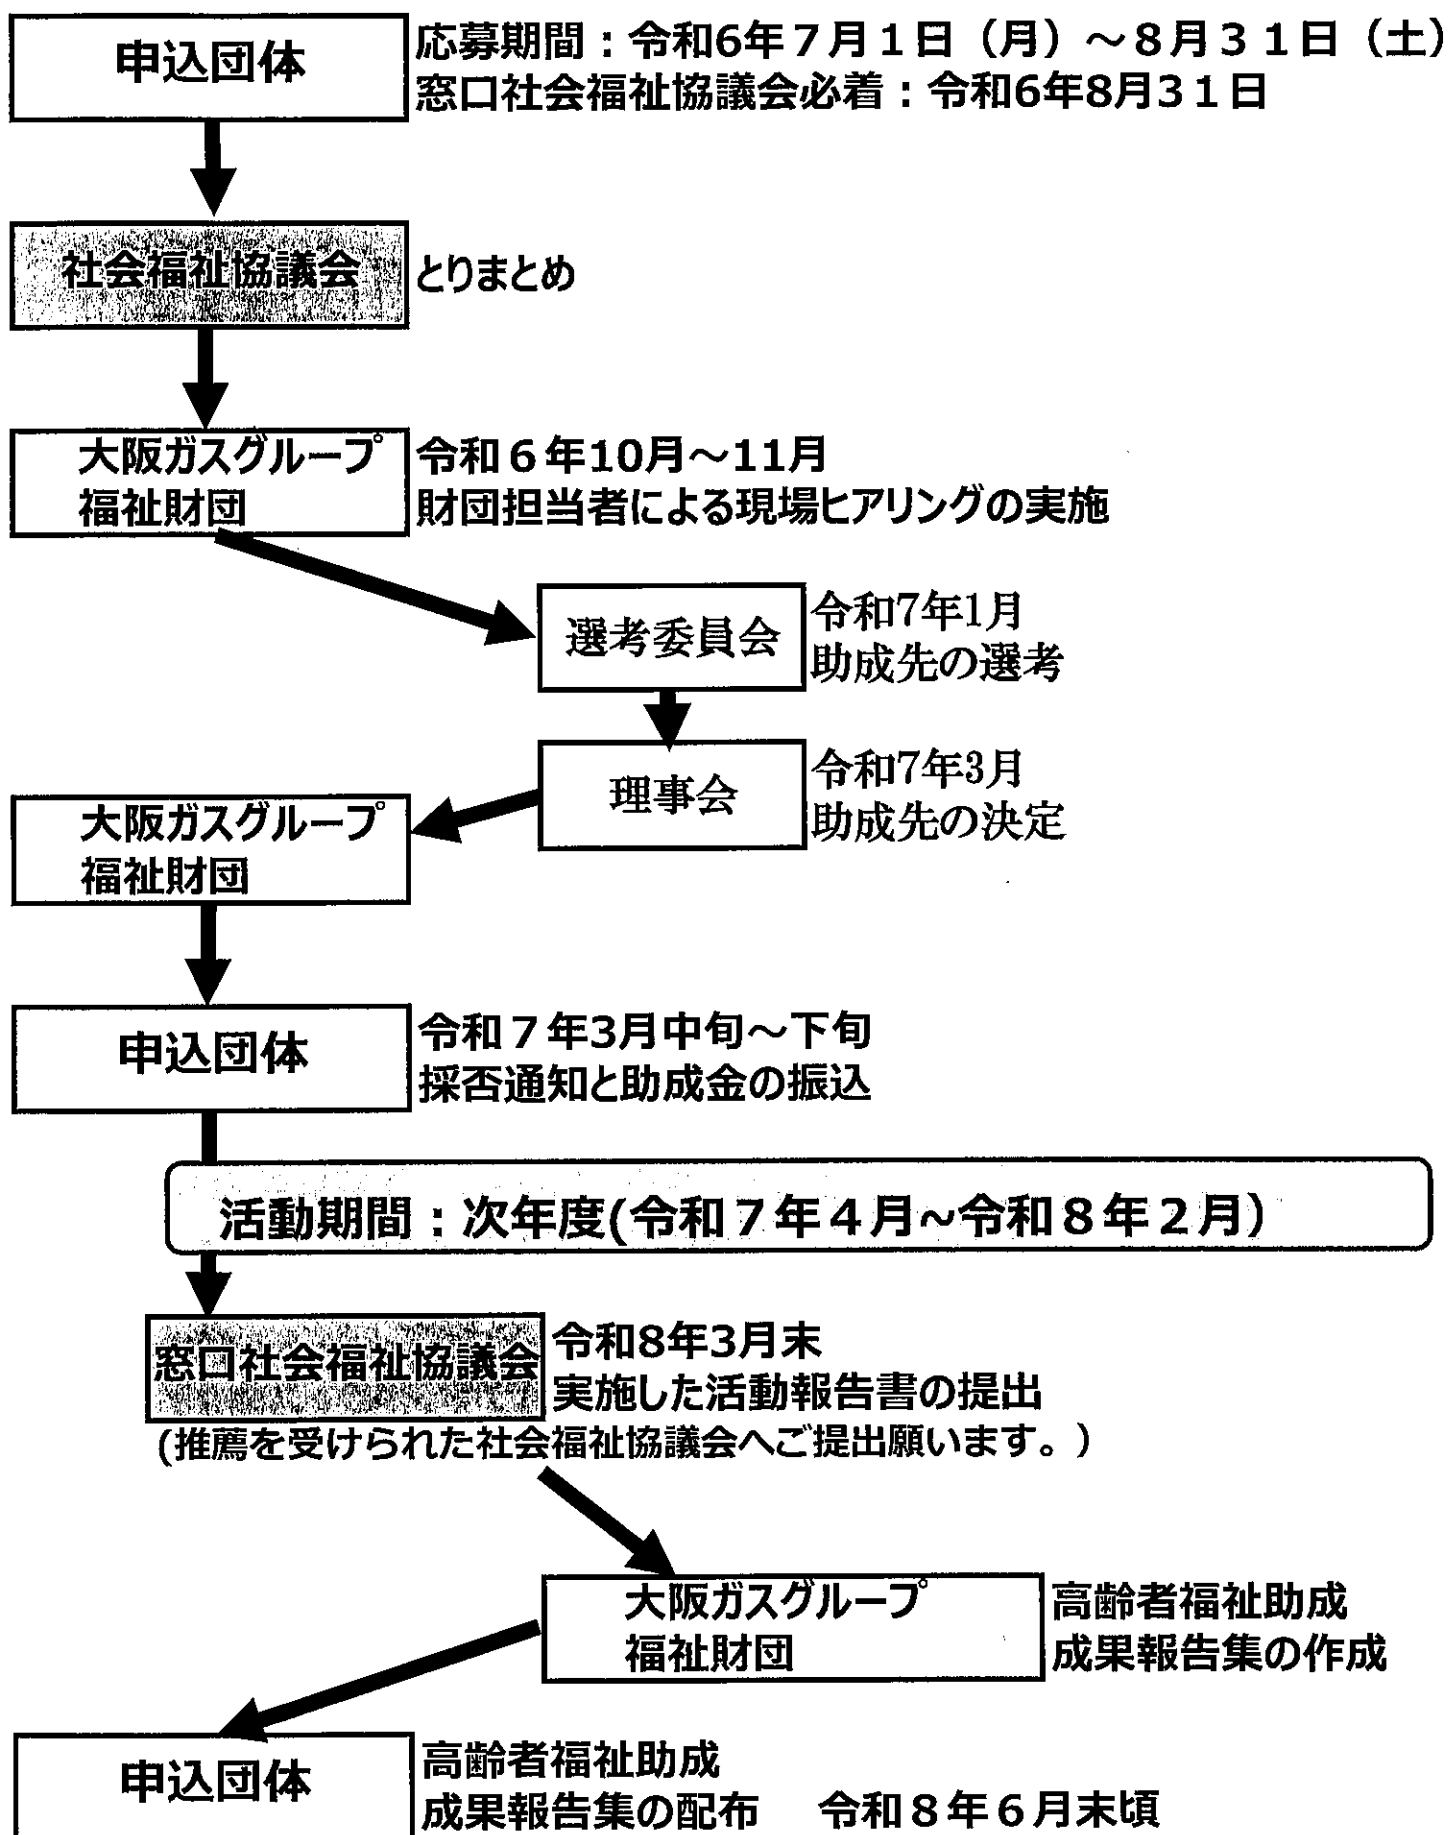 申込団体
応募期間：令和6年７月１日（月）～８月３１日（土）
窓口社会福祉協議会必着：令和6年8月３１日
社会福祉協議会
とりまとめ
大阪ガスグループ
福祉財団
令和６年10月～11月
財団担当者による現場ヒアリングの実施
選考委員会
令和7年1月
助成先の選考
理事会
令和7年3月
助成先の決定
大阪ガスグループ
福祉財団
申込団体
令和７年3月中旬～下旬
採否通知と助成金の振込
活動期間：次年度(令和７年４月~令和８年２月）
窓口社会福祉協議会
令和8年3月末
実施した活動報告書の提出
(推薦を受けられた社会福祉協議会へご提出願います。）
大阪ガスグループ
福祉財団
高齢者福祉助成
成果報告集の作成
申込団体
高齢者福祉助成
成果報告集の配布　令和８年６月末頃